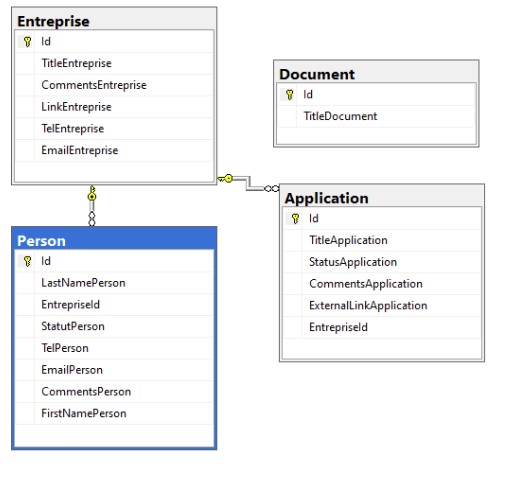 Entreprise
Id
TitleEntreprise
CommentsEntreprise
LinkEntreprise
TelEntreprise
EmailEntreprise
Document
Id
TitleDocument
Application
Id
TitleApplication
StatusApplication
CommentsApplication
ExternalLinkApplication
EntrepriseId
Person
Id
LastNamePerson
EntrepriseId
StatutPerson
TelPerson
EmailPerson
CommentsPerson
FirstNamePerson